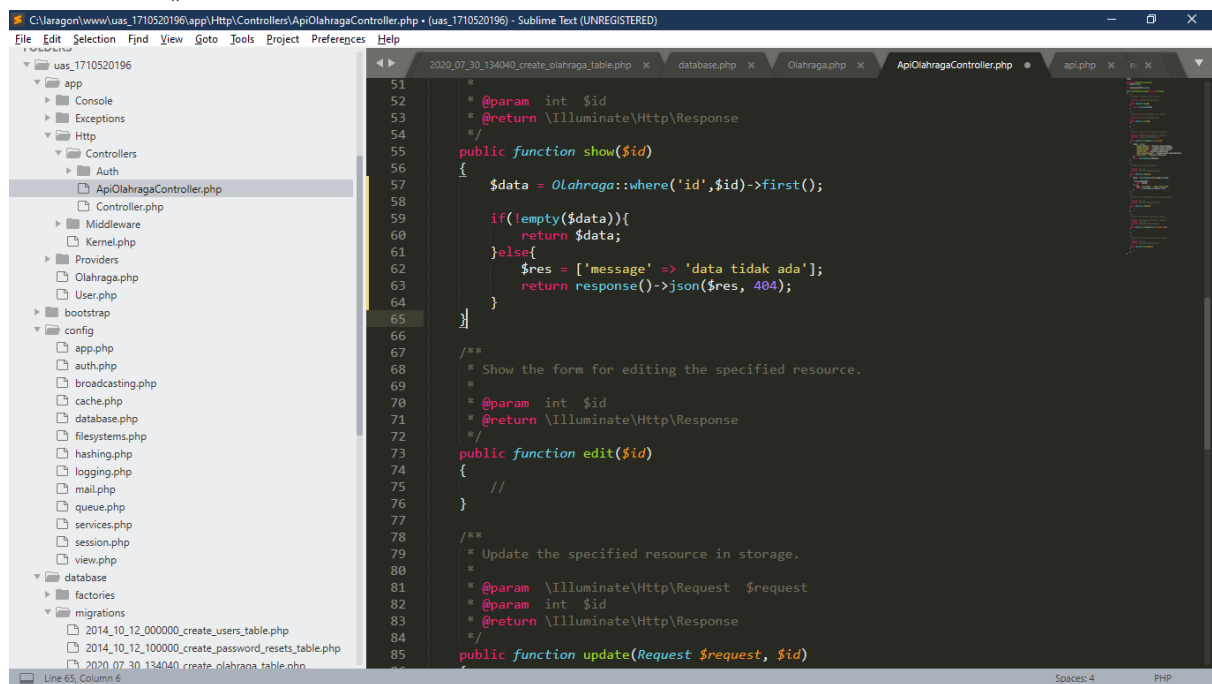 C:\laragon\www\uas_1710520196\app\Http\Controllers\ApiOlahragaController.php • (uas_1710520196) - Sublime Text (UNREGISTERED)
File Edit Selection Find View Goto Tools Project Preferences Help
FOLDERS
uas_1710520196
app
Console
Exceptions
Http
Controllers
Auth
ApiOlahragaController.php
Controller.php
Middleware
Kernel.php
Providers
Olahraga.php
User.php
bootstrap
config
app.php
auth.php
broadcasting.php
cache.php
database.php
filesystems.php
hashing.php
logging.php
mail.php
queue.php
services.php
session.php
view.php
database
factories
migrations
2014_10_12_000000_create_users_table.php
2014_10_12_100000_create_password_resets_table.php
2020_07_30_134040_create_olahraga_table.php
2020_07_30_134040_create_olahraga_table.php × database.php × Olahraga.php × ApiOlahragaController.php • api.php ×
51 *
52 * @param  int  $id
53 * @return \Illuminate\Http\Response
54 */
55 public function show($id)
56 {
57 $data = Olahraga::where('id',$id)->first();
58
59 if(!empty($data)){
60 return $data;
61 }else{
62 $res = ['message' => 'data tidak ada'];
63 return response()->json($res, 404);
64 }
65 }
66
67 /**
68 * Show the form for editing the specified resource.
69 *
70 * @param  int  $id
71 * @return \Illuminate\Http\Response
72 */
73 public function edit($id)
74 {
75 //
76 }
77
78 /**
79 * Update the specified resource in storage.
80 *
81 * @param  \Illuminate\Http\Request  $request
82 * @param  int  $id
83 * @return \Illuminate\Http\Response
84 */
85 public function update(Request $request, $id)
Line 65, Column 6
Spaces: 4 PHP